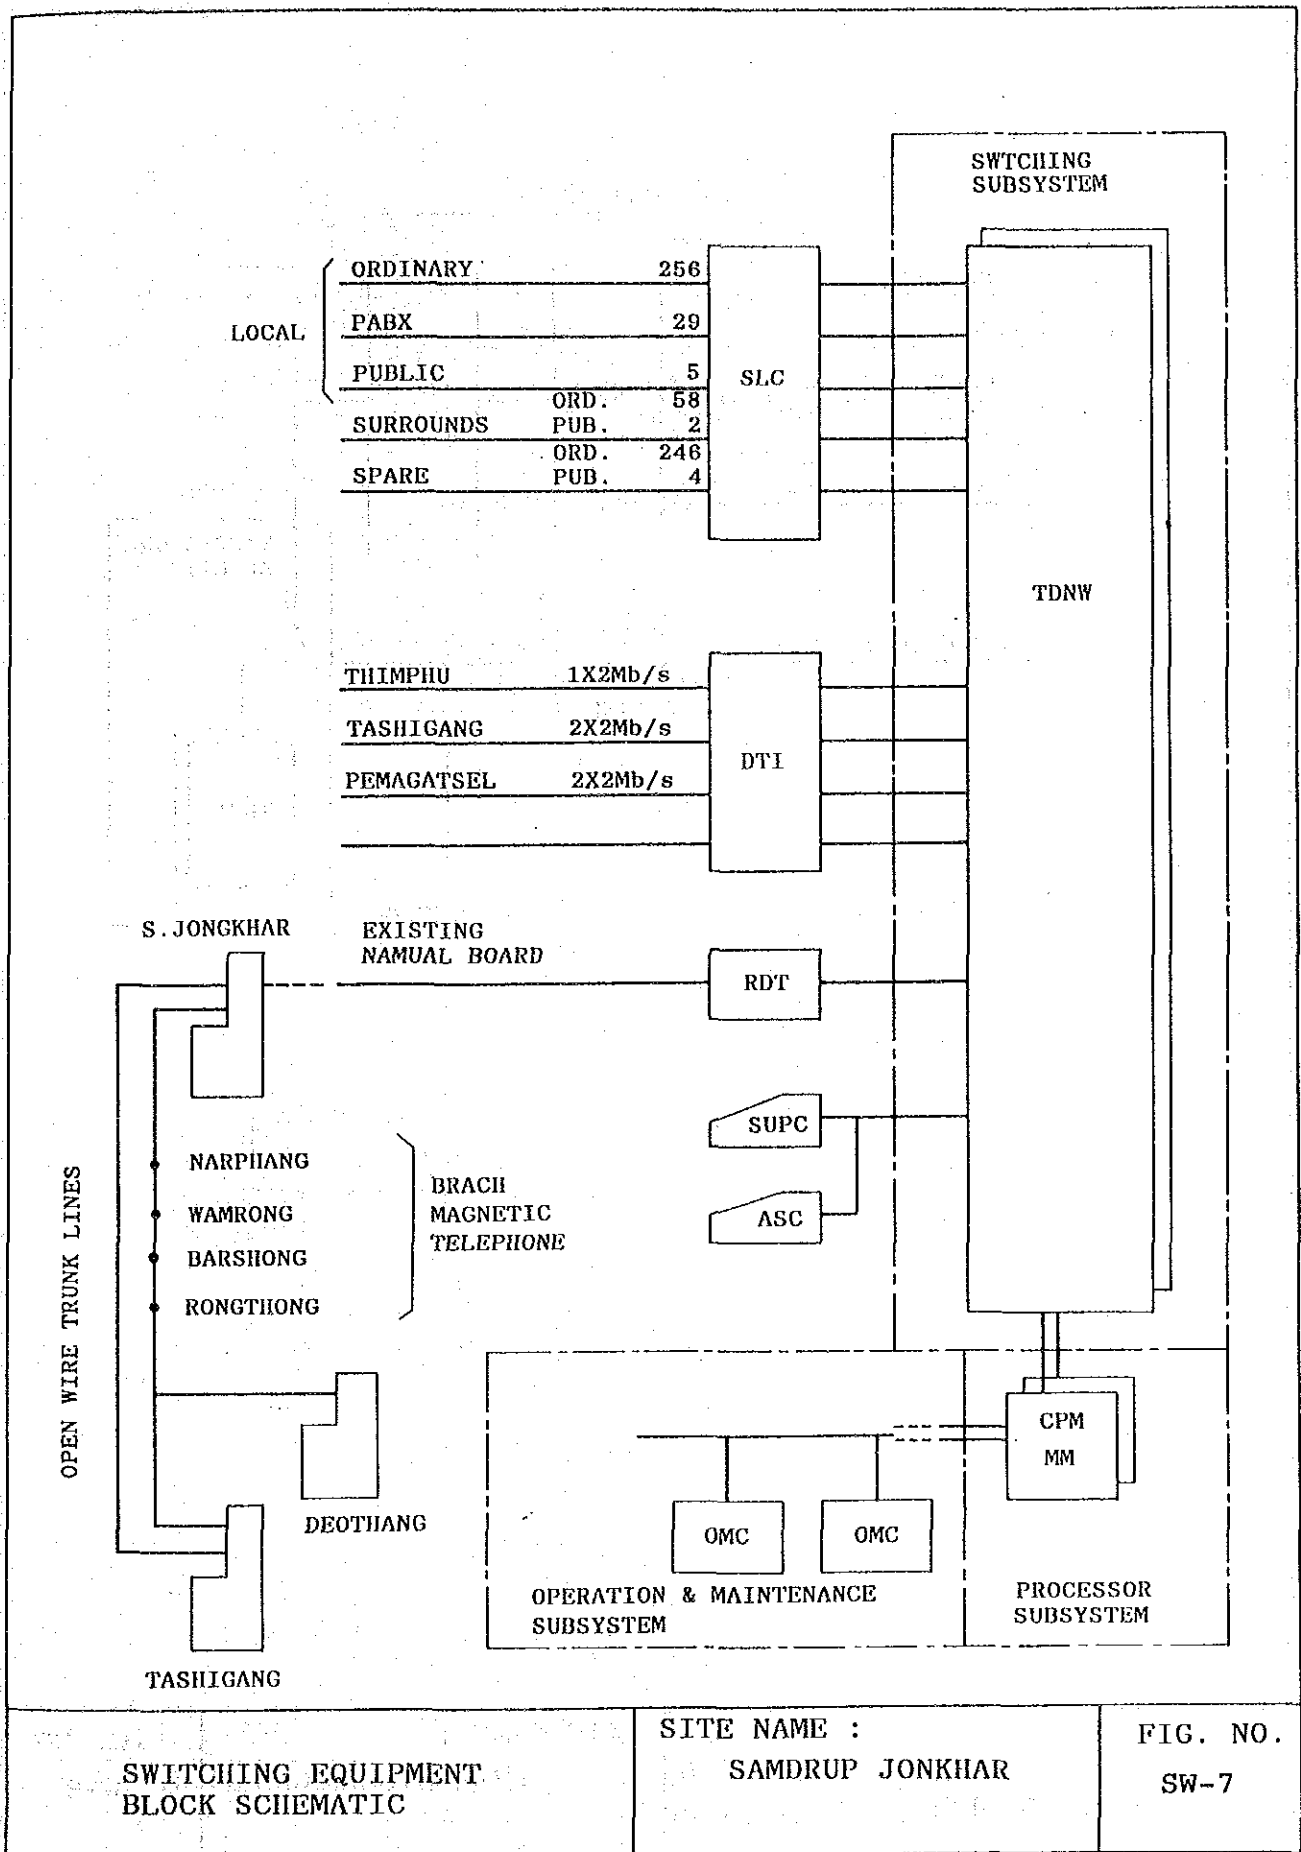 SWTCHING
SUBSYSTEM
ORDINARY 256
LOCAL
PABX 29
PUBLIC 5
SLC
ORD. 58
SURROUNDS PUB. 2
ORD. 246
SPARE PUB. 4
TDNW
THIMPHU 1X2Mb/s
TASHIGANG 2X2Mb/s
DTI
PEMAGATSEL 2X2Mb/s
S.JONGKHAR
EXISTING
NAMUAL BOARD
RDT
SUPC
ASC
OPEN WIRE TRUNK LINES
NARPHANG
WAMRONG
BARSHONG
RONGTHONG
BRACH
MAGNETIC
TELEPHONE
DEOTHANG
TASHIGANG
CPM
MM
OMC
OMC
OPERATION & MAINTENANCE
SUBSYSTEM
PROCESSOR
SUBSYSTEM
SWITCHING EQUIPMENT
BLOCK SCHEMATIC
SITE NAME :
SAMDRUP JONKHAR
FIG. NO.
SW-7